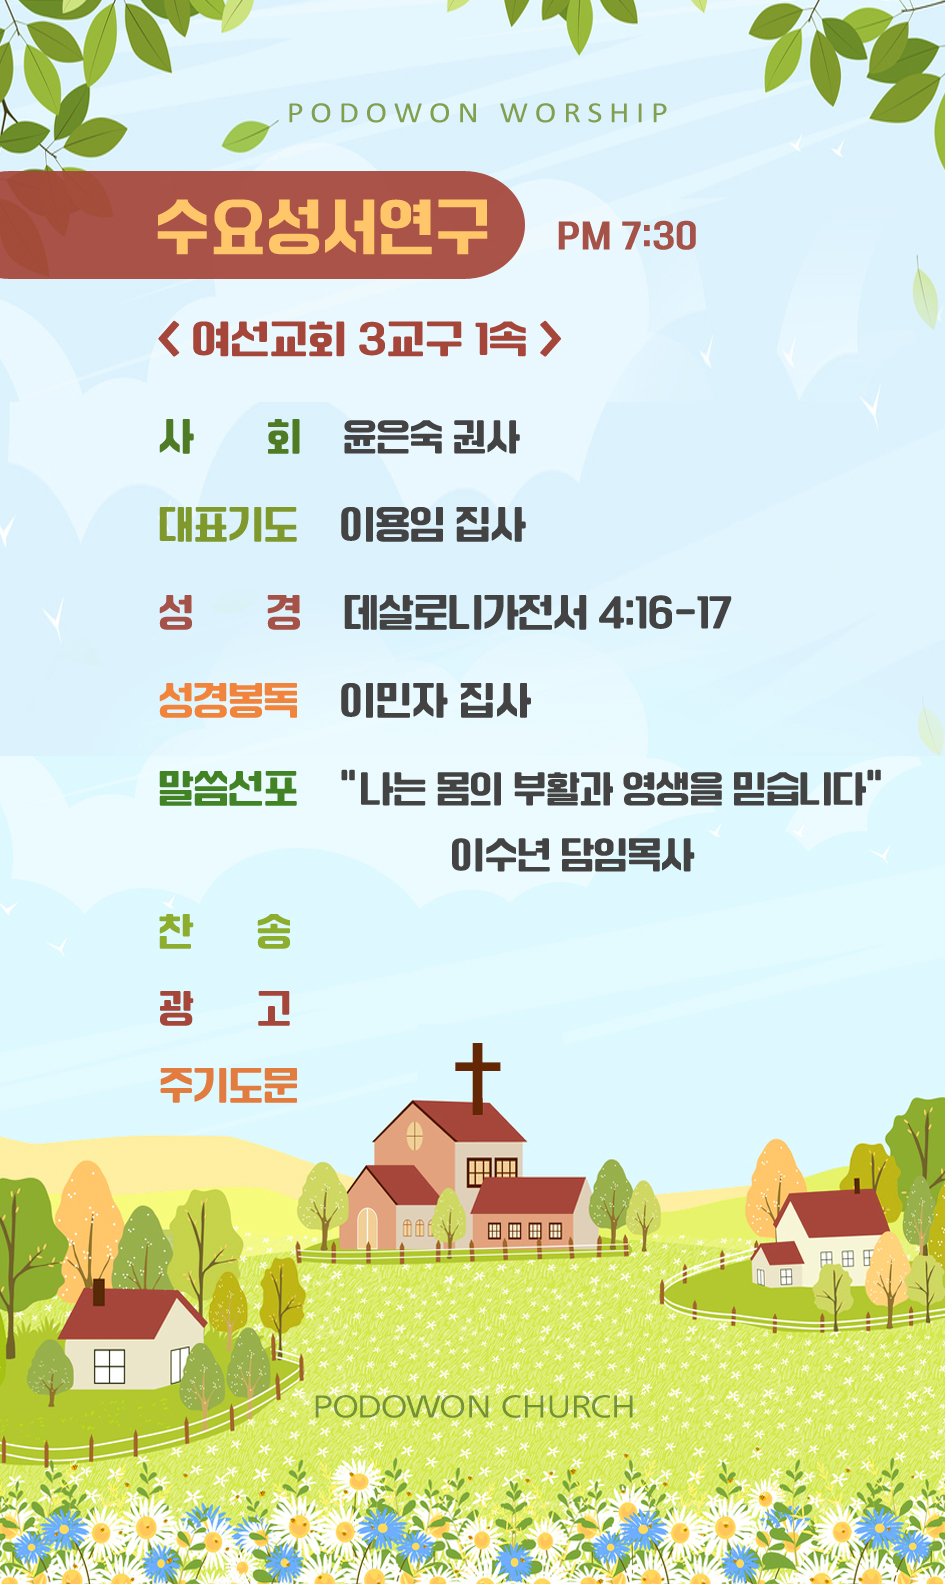 PODOWON WORSHIP
수요성서연구 PM 7:30
< 여선교회 3교구 1속 >
사 회 윤은숙 권사
대표기도 이용임 집사
성 경 데살로니가전서 4:16-17
성경봉독 이민자 집사
말씀선포 "나는 몸의 부활과 영생을 믿습니다"
이수년 담임목사
찬 송
광 고
주기도문
PODOWON CHURCH